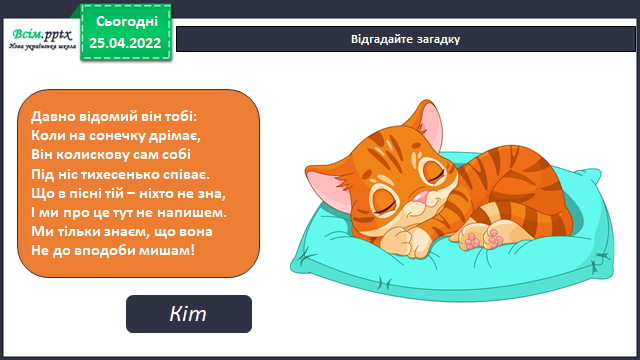 Всім.pptx
Нова українська школа
Сьогодні
25.04.2022
Відгадайте загадку
Давно відомий він тобі:
Коли на сонечку дрімає,
Він колискову сам собі
Під ніс тихесенько співає.
Що в пісні тій – ніхто не зна,
І ми про це тут не напишем.
Ми тільки знаєм, що вона
Не до вподоби мишам!
Кіт